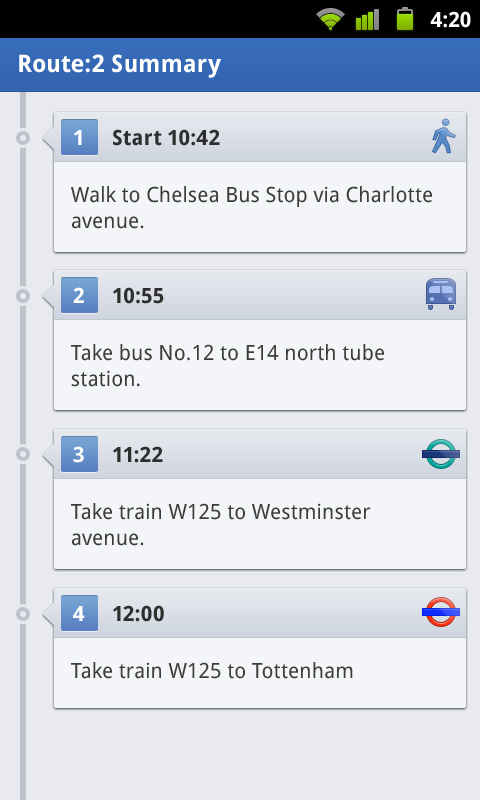 4:20
Route:2 Summary
1 Start 10:42
Walk to Chelsea Bus Stop via Charlotte
avenue.
2 10:55
Take bus No.12 to E14 north tube
station.
3 11:22
Take train W125 to Westminster
avenue.
4 12:00
Take train W125 to Tottenham